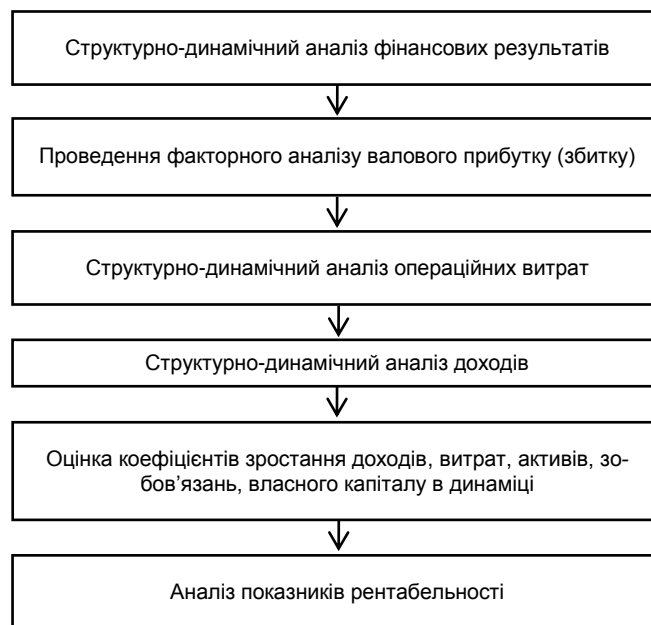 Структурно-динамічний аналіз фінансових результатів
Проведення факторного аналізу валового прибутку (збитку)
Структурно-динамічний аналіз операційних витрат
Структурно-динамічний аналіз доходів
Оцінка коефіцієнтів зростання доходів, витрат, активів, зо-
бов’язань, власного капіталу в динаміці
Аналіз показників рентабельності